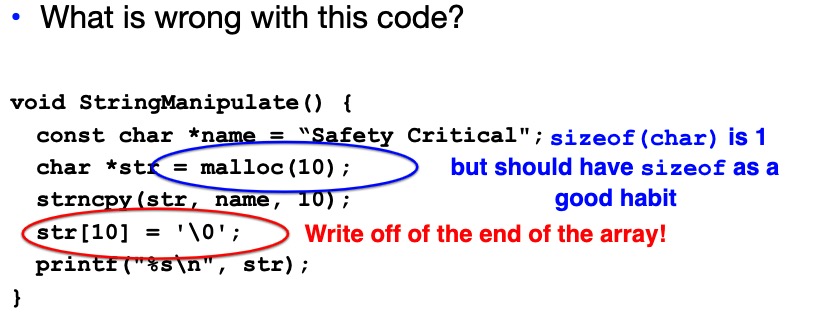 • What is wrong with this code?
void StringManipulate() {
const char *name = “Safety Critical"; sizeof(char) is 1
char *str = malloc(10); but should have sizeof as a
strncpy(str, name, 10); good habit
str[10] = '\0'; Write off of the end of the array!
printf("%s\n", str);
}